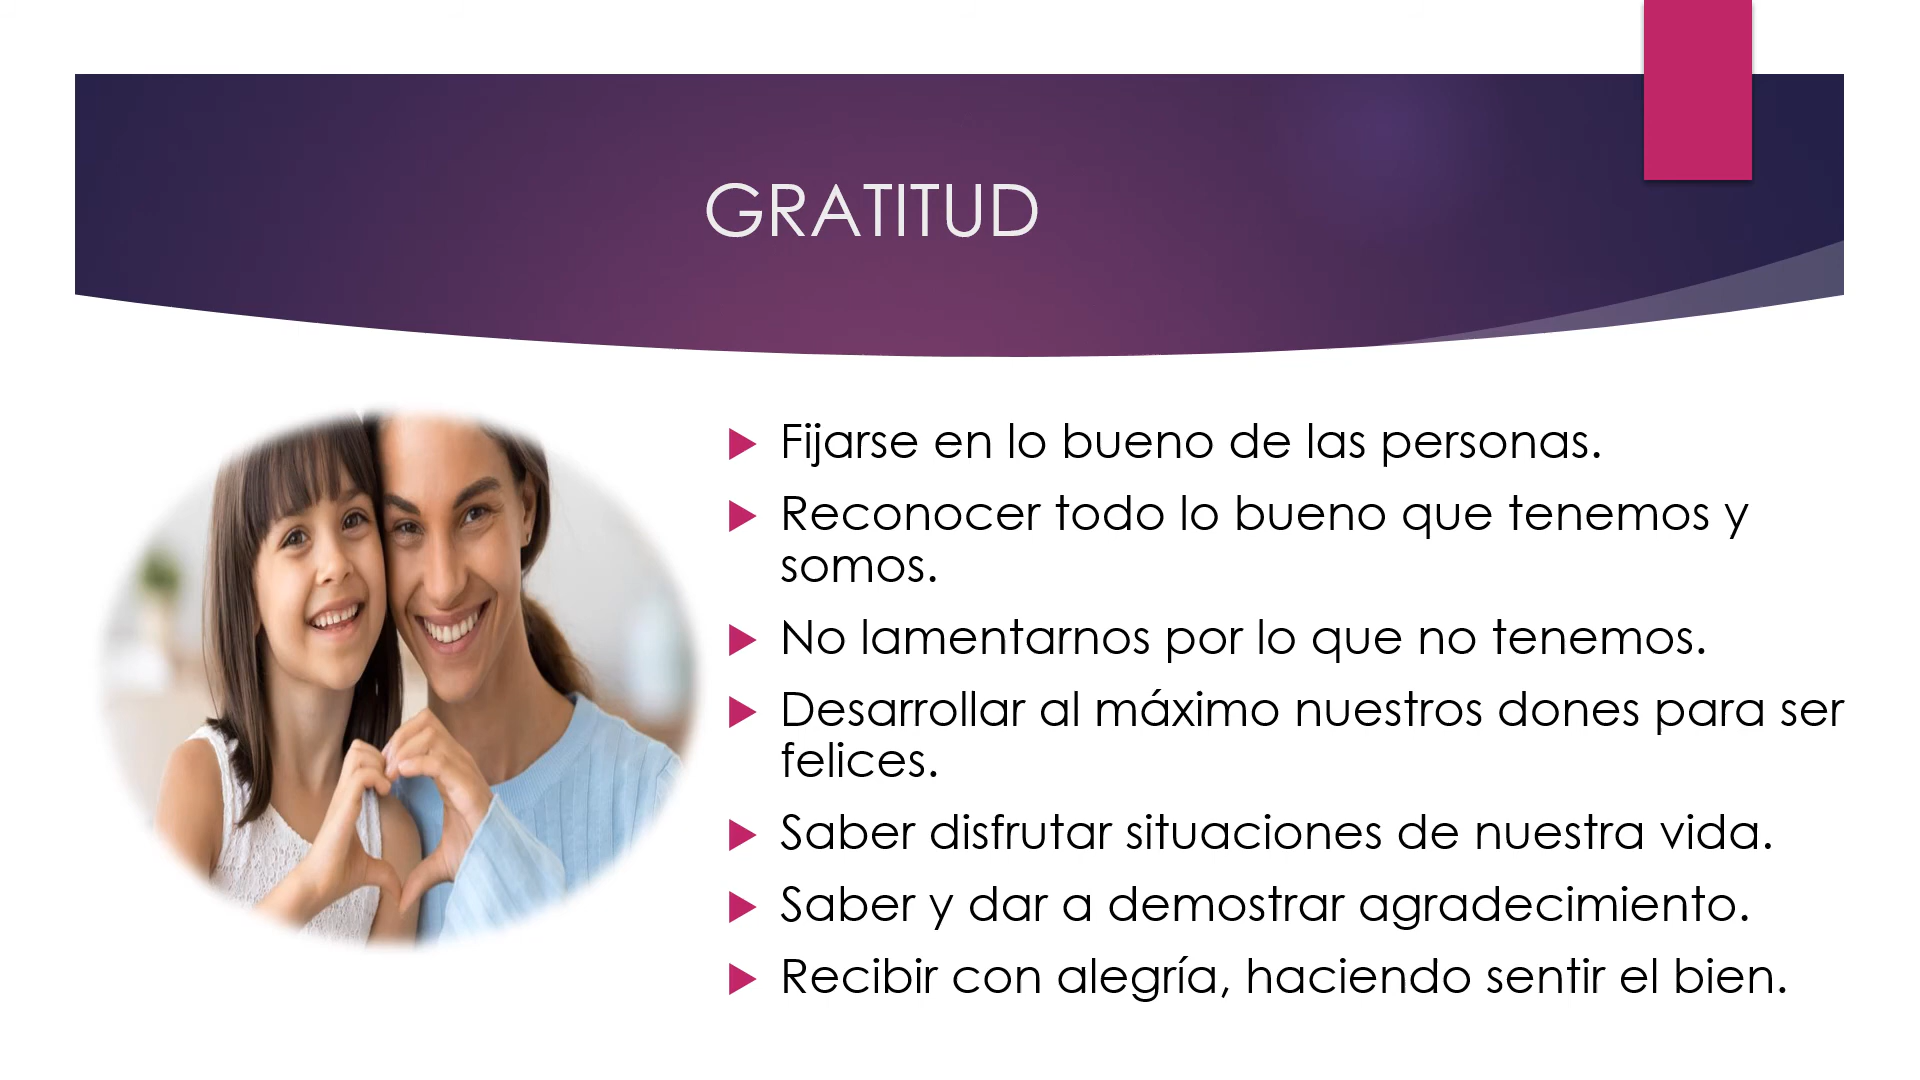 GRATITUD
Fijarse en lo bueno de las personas.
Reconocer todo lo bueno que tenemos y
somos.
No lamentarnos por lo que no tenemos.
Desarrollar al máximo nuestros dones para ser
felices.
Saber disfrutar situaciones de nuestra vida.
Saber y dar a demostrar agradecimiento.
Recibir con alegría, haciendo sentir el bien.